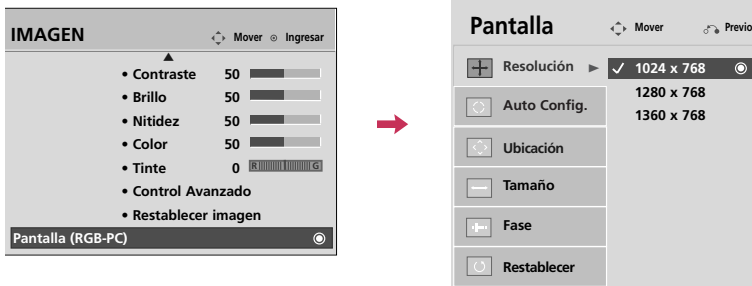 IMAGEN
Mover
Ingresar
• Contraste 50
• Brillo 50
• Nitidez 50
• Color 50
• Tinte 0 R G
• Control Avanzado
• Restablecer imagen
Pantalla (RGB-PC)
Pantalla
Mover
Previo
Resolución
1024 x 768
1280 x 768
1360 x 768
Auto Config.
Ubicación
Tamaño
Fase
Restablecer